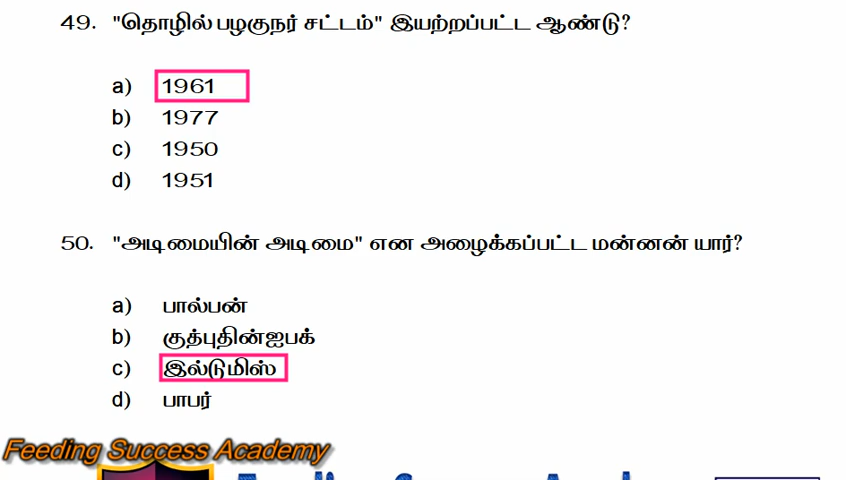 49. "தொழில் பழகுநர் சட்டம்" இயற்றப்பட்ட ஆண்டு?
a) 1961
b) 1977
c) 1950
d) 1951
50. "அடிமையின் அடிமை" என அழைக்கப்பட்ட மன்னன் யார்?
a) பால்பன்
b) குத்புதின்ஐபக்
c) இல்டுமிஸ்
d) பாபர்
Feeding Success Academy